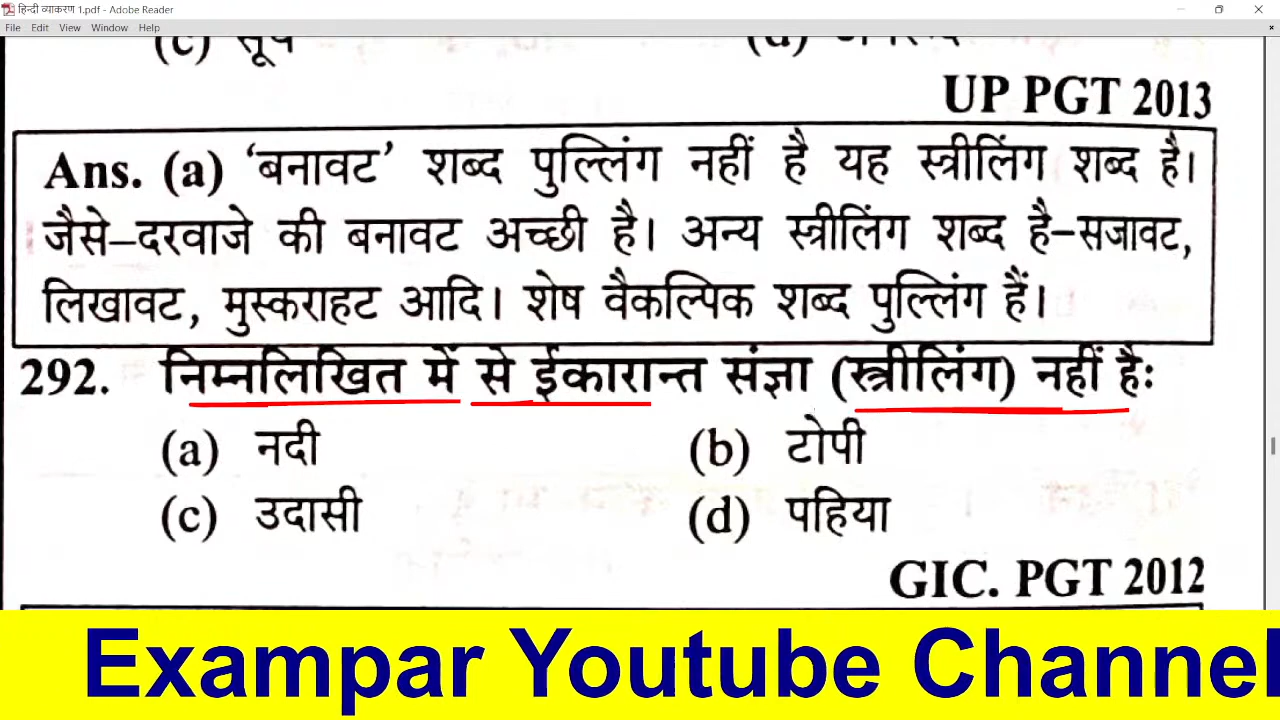 हिन्दी व्याकरण 1.pdf - Adobe Reader
File Edit View Window Help
(c) सूर्य (d)
UP PGT 2013
Ans. (a) ‘बनावट’ शब्द पुल्लिंग नहीं है यह स्त्रीलिंग शब्द है।
जैसे–दरवाजे की बनावट अच्छी है। अन्य स्त्रीलिंग शब्द है–सजावट,
लिखावट, मुस्कराहट आदि। शेष वैकल्पिक शब्द पुल्लिंग हैं।
292. निम्नलिखित में से ईकारान्त संज्ञा (स्त्रीलिंग) नहीं है:
(a) नदी (b) टोपी
(c) उदासी (d) पहिया
GIC. PGT 2012
Exampar Youtube Channel